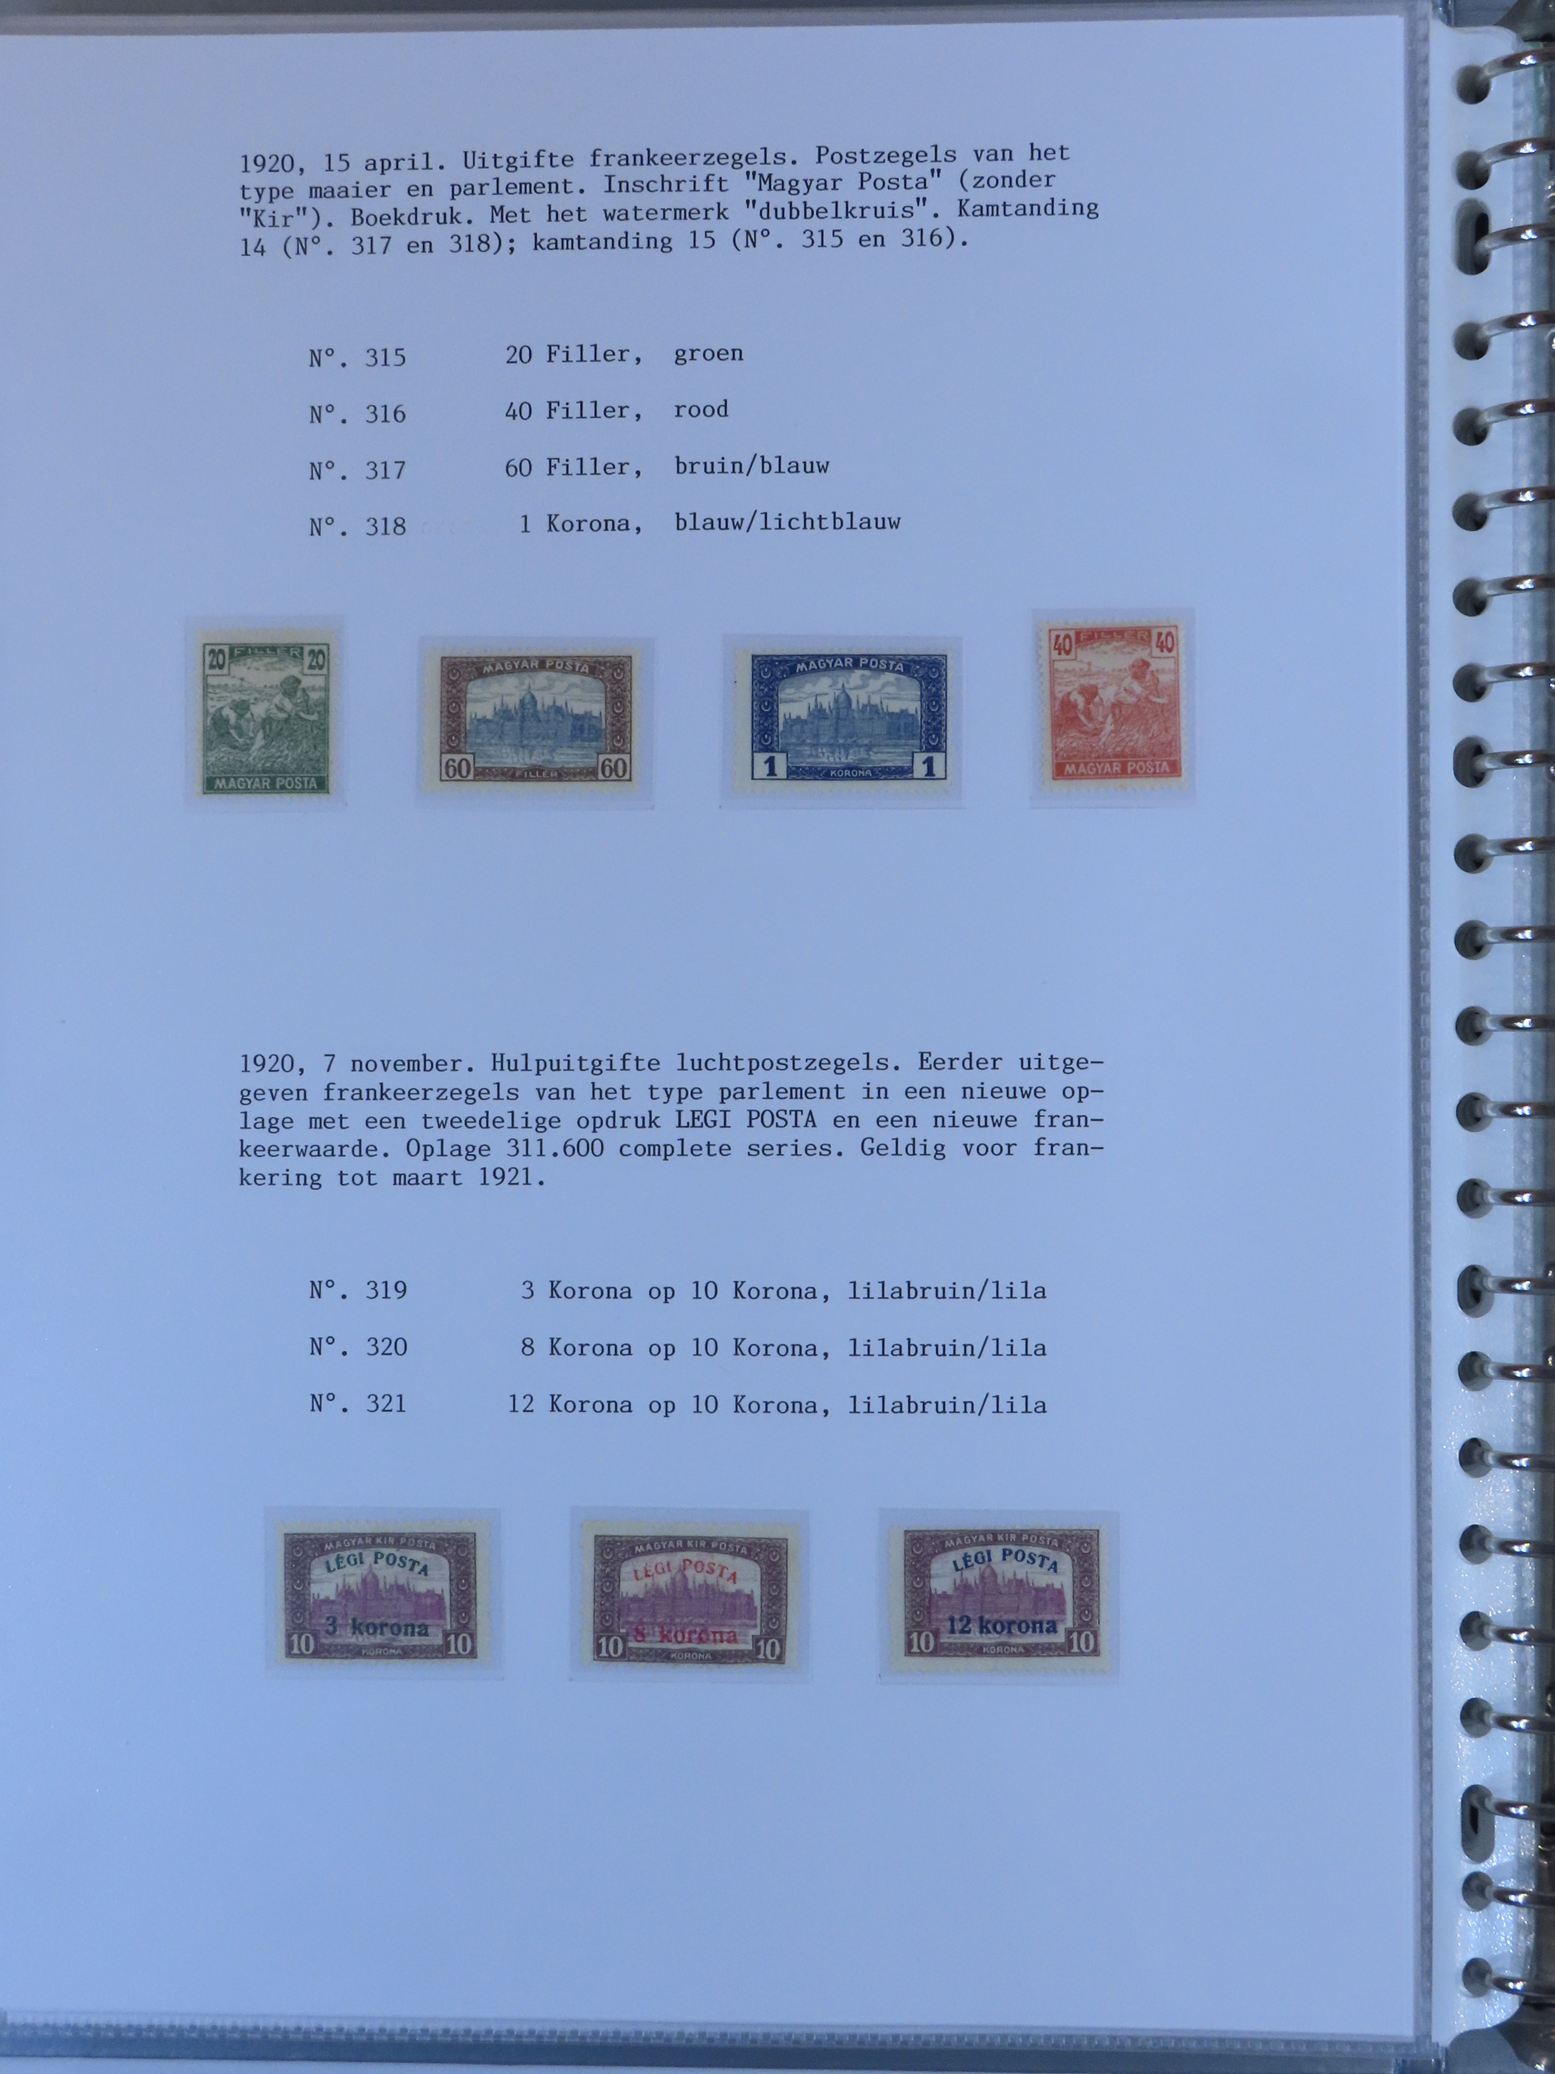 1920, 15 april. Uitgifte frankeerzegels. Postzegels van het
type maaier en parlement. Inschrift "Magyar Posta" (zonder
"Kir"). Boekdruk. Met het watermerk "dubbelkruis". Kamtanding
14 (N°. 317 en 318); kamtanding 15 (N°. 315 en 316).
N°. 315 20 Filler, groen
N°. 316 40 Filler, rood
N°. 317 60 Filler, bruin/blauw
N°. 318 1 Korona, blauw/lichtblauw
20 FILLER 20
MAGYAR POSTA
MAGYAR POSTA
60 FILLER 60
MAGYAR POSTA
1 KORONA 1
40 FILLER 40
MAGYAR POSTA
1920, 7 november. Hulpuitgifte luchtpostzegels. Eerder uitge-
geven frankeerzegels van het type parlement in een nieuwe op-
lage met een tweedelige opdruk LEGI POSTA en een nieuwe fran-
keerwaarde. Oplage 311.600 complete series. Geldig voor fran-
kering tot maart 1921.
N°. 319 3 Korona op 10 Korona, lilabruin/lila
N°. 320 8 Korona op 10 Korona, lilabruin/lila
N°. 321 12 Korona op 10 Korona, lilabruin/lila
MAGYAR KIR POSTA
LÉGI POSTA
3 korona
10 KORONA 10
MAGYAR KIR POSTA
LÉGI POSTA
8 korona
10 KORONA 10
MAGYAR KIR POSTA
LÉGI POSTA
12 korona
10 KORONA 10